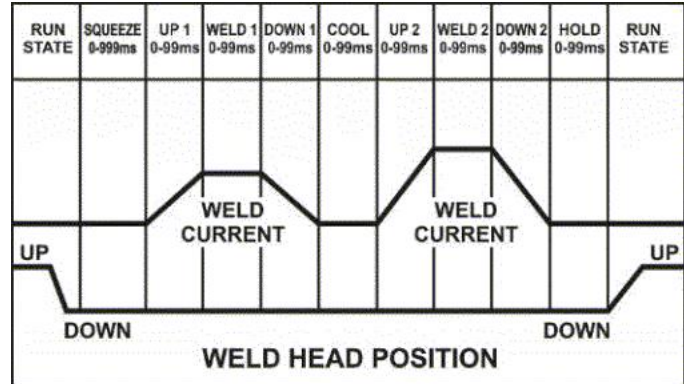 RUN STATE
SQUEEZE 0-999ms
UP 1 0-99ms
WELD 1 0-99ms
DOWN 1 0-99ms
COOL 0-99ms
UP 2 0-99ms
WELD 2 0-99ms
DOWN 2 0-99ms
HOLD 0-99ms
RUN STATE
WELD CURRENT
WELD CURRENT
UP
UP
DOWN
DOWN
WELD HEAD POSITION